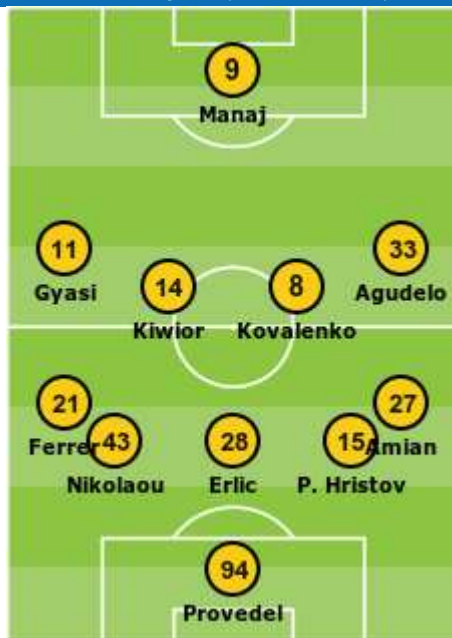 9
Manaj
11
33
Gyasi
14
8
Agudelo
Kiwior
Kovalenko
21
27
Ferrer
43
28
15
Amian
Nikolaou
Erlic
P. Hristov
94
Provedel